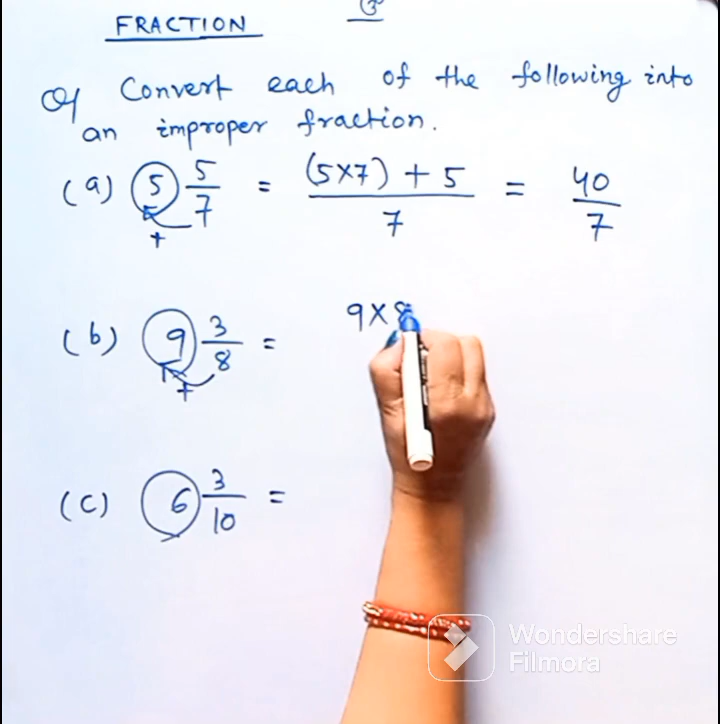 FRACTION
Q Convert each of the following into
an improper fraction.
(a) 5 5/7 = (5×7) + 5 / 7 = 40/7
+
(b) 9 3/8 = 9×8
+
(c) 6 3/10 =
Wondershare
Filmora